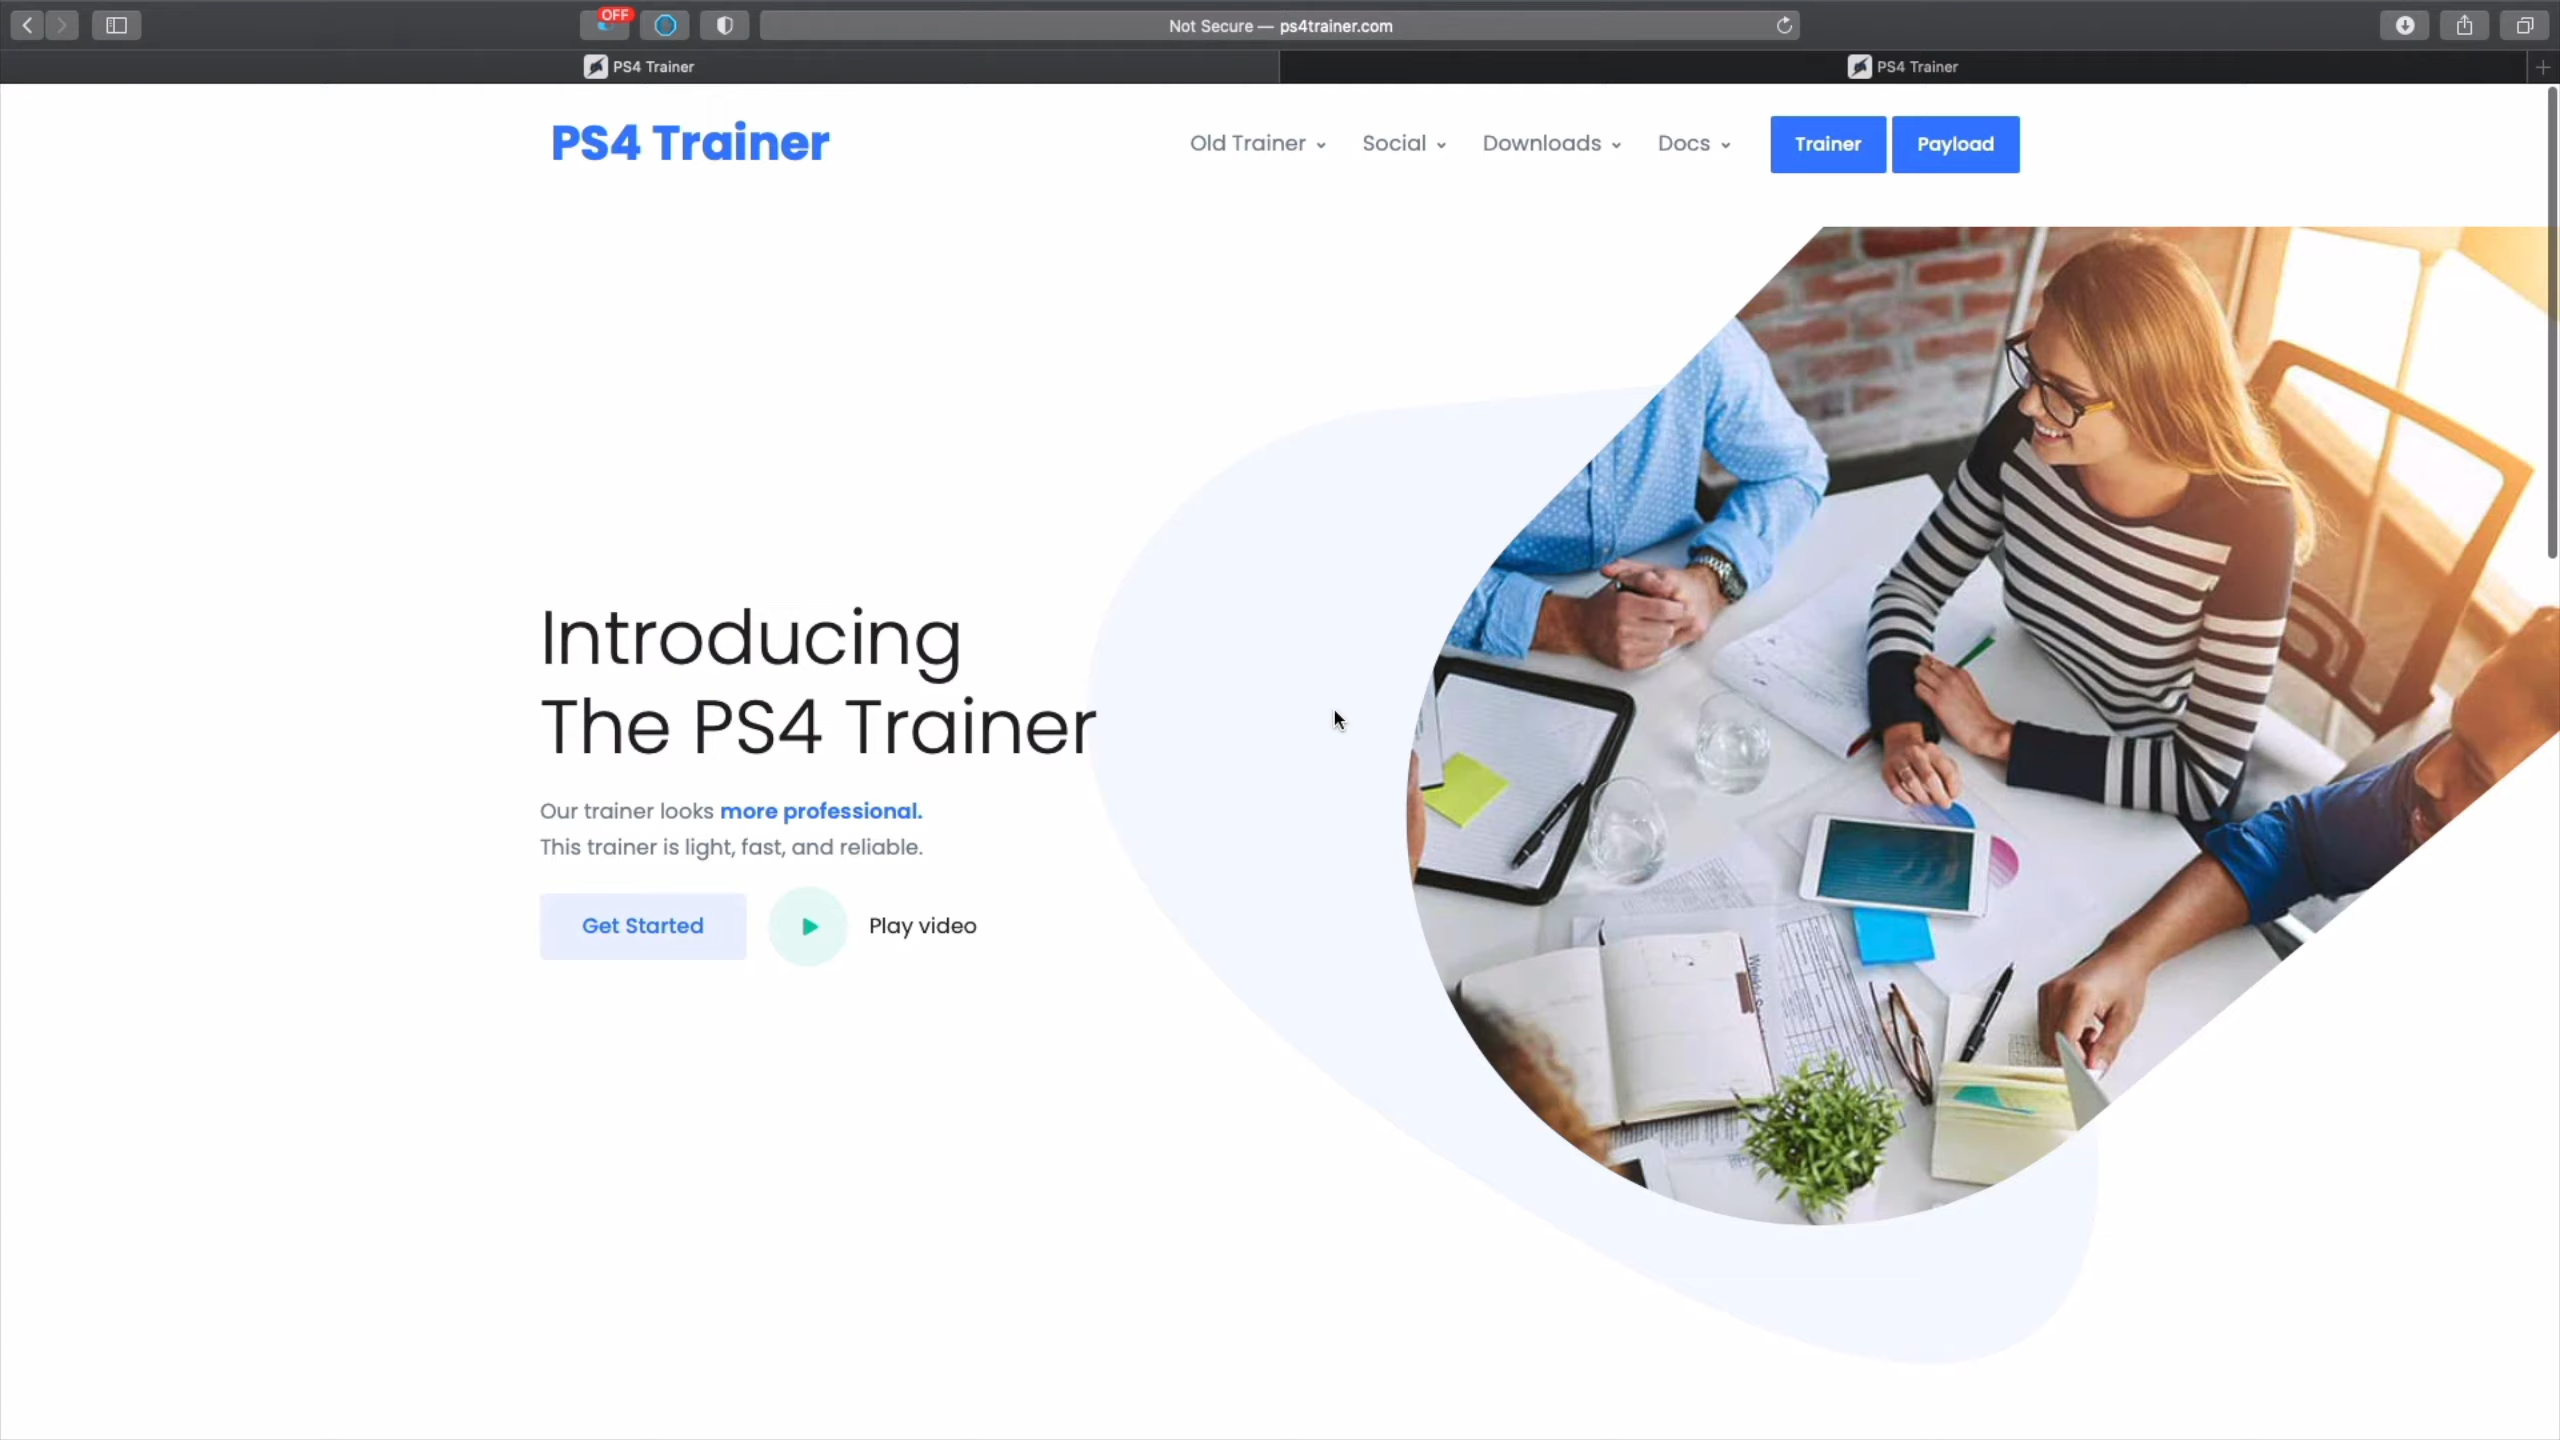 OFF
Not Secure — ps4trainer.com
PS4 Trainer
PS4 Trainer
PS4 Trainer
Old Trainer
Social
Downloads
Docs
Trainer
Payload
Introducing
The PS4 Trainer
Our trainer looks more professional.
This trainer is light, fast, and reliable.
Get Started
Play video